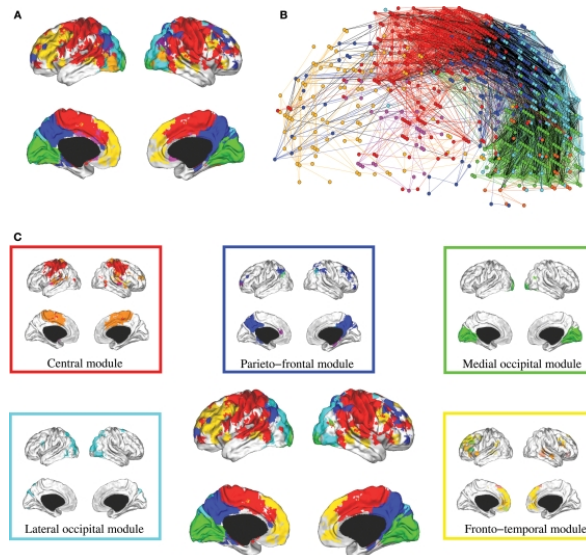 A
B
C
Central module
Parieto-frontal module
Medial occipital module
Lateral occipital module
Fronto-temporal module